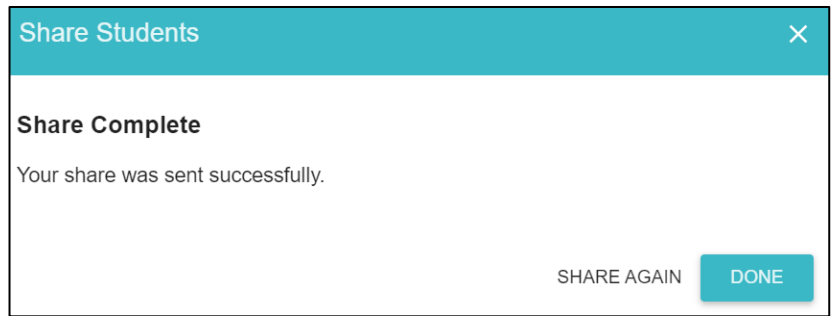 Share Students
Share Complete
Your share was sent successfully.
SHARE AGAIN DONE